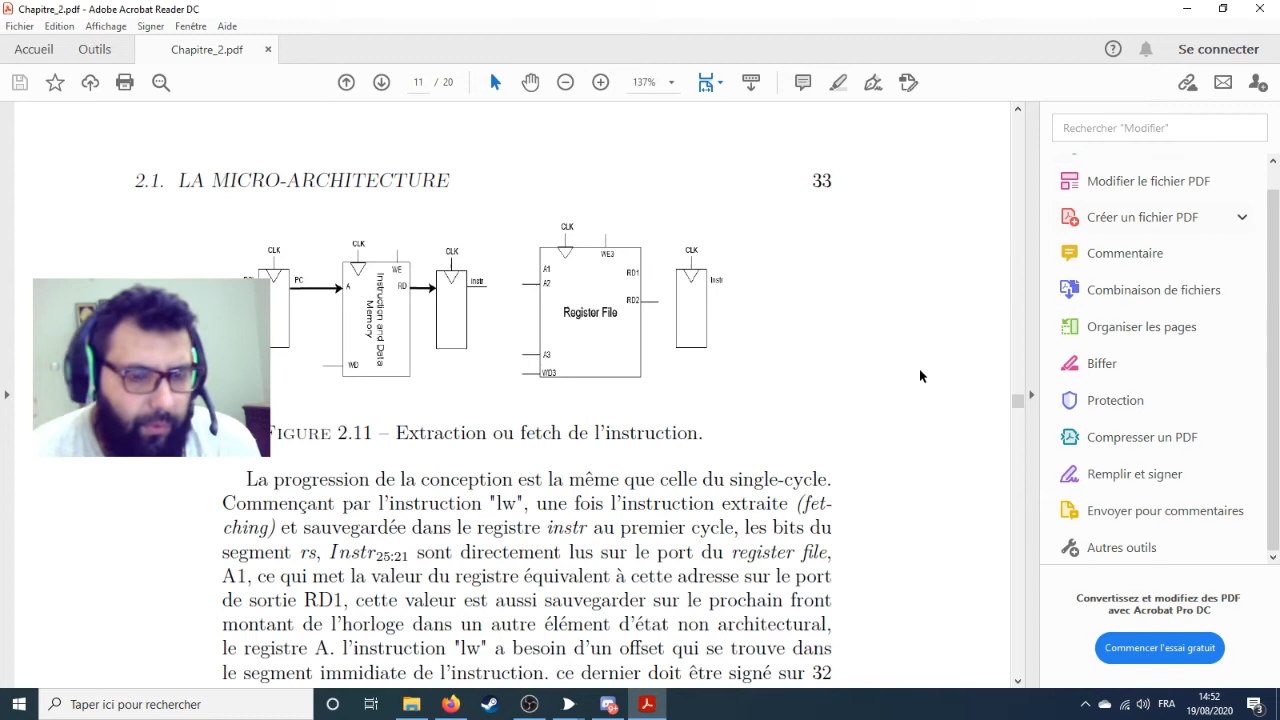 Chapitre_2.pdf - Adobe Acrobat Reader DC
Fichier Edition Affichage Signer Fenêtre Aide
Accueil Outils Chapitre_2.pdf × Se connecter
11 / 20 137%
Rechercher "Modifier"
Modifier le fichier PDF
Créer un fichier PDF
Commentaire
Combinaison de fichiers
Organiser les pages
Biffer
Protection
Compresser un PDF
Remplir et signer
Envoyer pour commentaires
Autres outils
Convertissez et modifiez des PDF
avec Acrobat Pro DC
Commencer l'essai gratuit
2.1. LA MICRO-ARCHITECTURE 33
CLK CLK CLK CLK CLK
PC A WE RD WD Instruction and Data Memory Instr
A1 A2 A3 WD3 WE3 RD1 RD2 Register File Instr
FIGURE 2.11 – Extraction ou fetch de l'instruction.
La progression de la conception est la même que celle du single-cycle.
Commençant par l'instruction "lw", une fois l'instruction extraite (fet-
ching) et sauvegardée dans le registre instr au premier cycle, les bits du
segment rs, Instr25:21 sont directement lus sur le port du register file,
A1, ce qui met la valeur du registre équivalent à cette adresse sur le port
de sortie RD1, cette valeur est aussi sauvegarder sur le prochain front
montant de l'horloge dans un autre élément d'état non architectural,
le registre A. l'instruction "lw" a besoin d'un offset qui se trouve dans
le segment immidiate de l'instruction. ce dernier doit être signé sur 32
Taper ici pour rechercher
FRA
14:52
19/08/2020
3